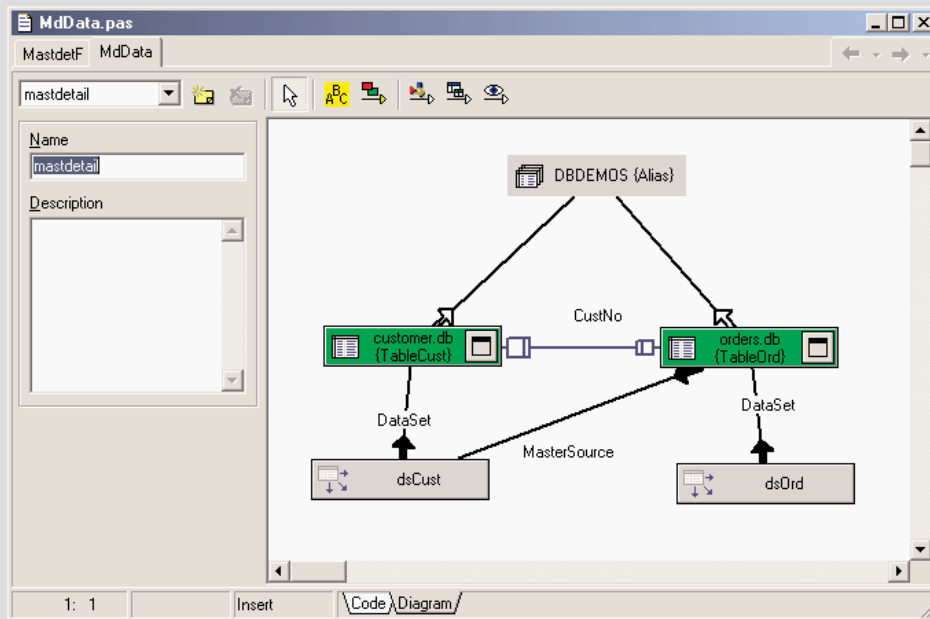 MdData.pas
MastdetF
MdData
mastdetail
ABC
Name
mastdetail
Description
DBDEMOS {Alias}
CustNo
customer.db
{TableCust}
orders.db
{TableOrd}
DataSet
DataSet
MasterSource
dsCust
dsOrd
1: 1
Insert
Code
Diagram